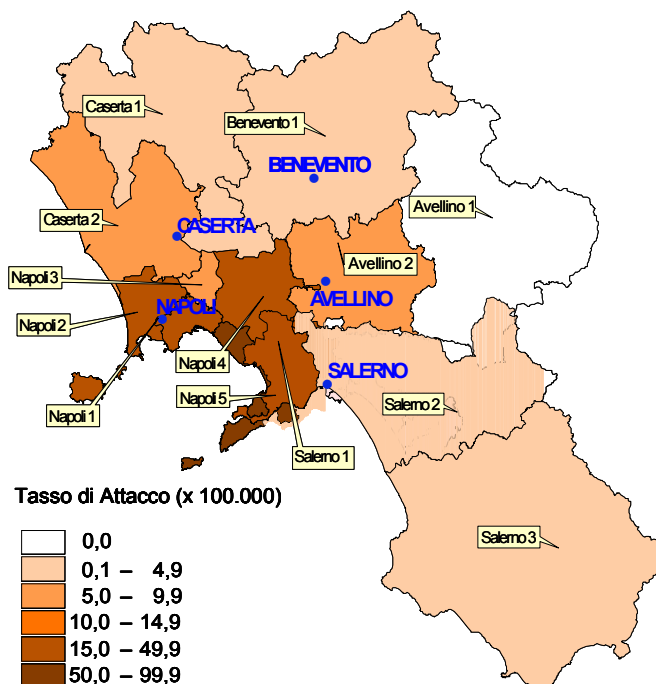 Caserta 1
Benevento 1
BENEVENTO
Avellino 1
Caserta 2
CASERTA
Avellino 2
Napoli 3
AVELLINO
NAPOLI
Napoli 2
Napoli 4
SALERNO
Napoli 5
Salerno 2
Napoli 1
Salerno 1
Tasso di Attacco (x 100.000)
Salerno 3
0,0
0,1 – 4,9
5,0 – 9,9
10,0 – 14,9
15,0 – 49,9
50,0 – 99,9